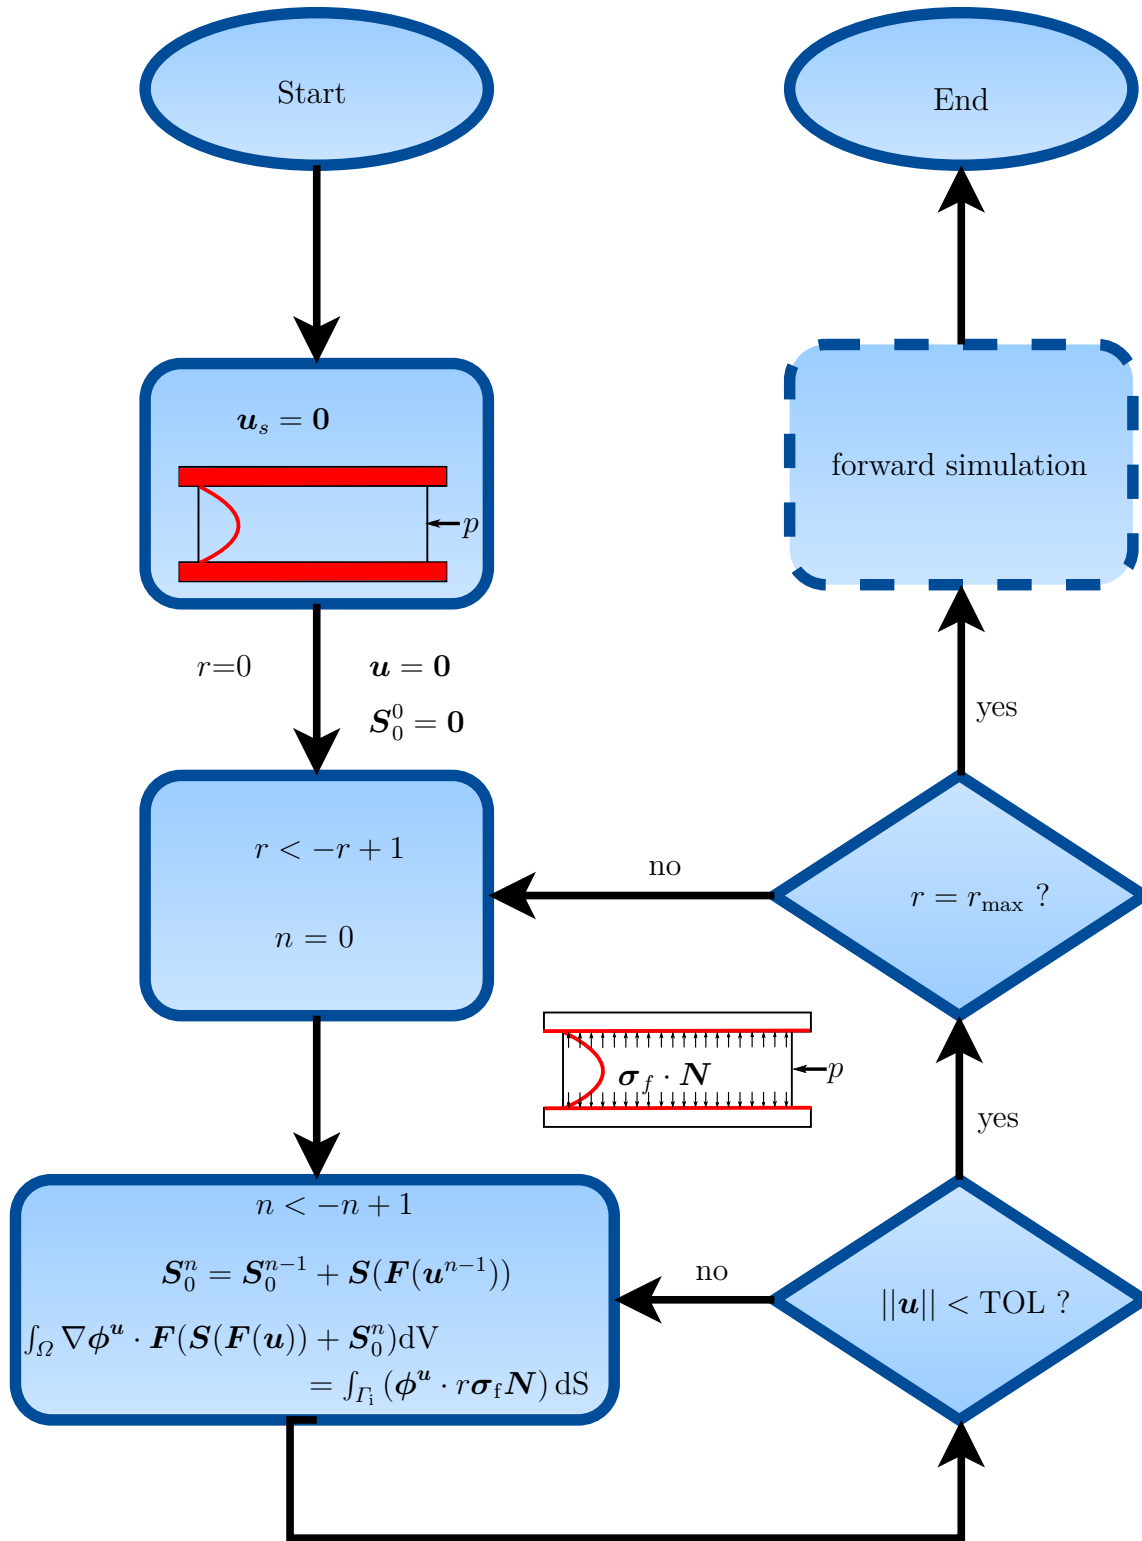 Start
End
u_s = 0
p
forward simulation
r=0
u = 0
S_0^0 = 0
yes
r < −r + 1
n = 0
no
r = r_max ?
σ_f · N
p
yes
n < −n + 1
S_0^n = S_0^{n−1} + S(F(u^{n−1}))
∫_Ω ∇ϕ^u · F(S(F(u)) + S_0^n)dV
= ∫_{Γ_i} (ϕ^u · rσ_f N) dS
no
||u|| < TOL ?